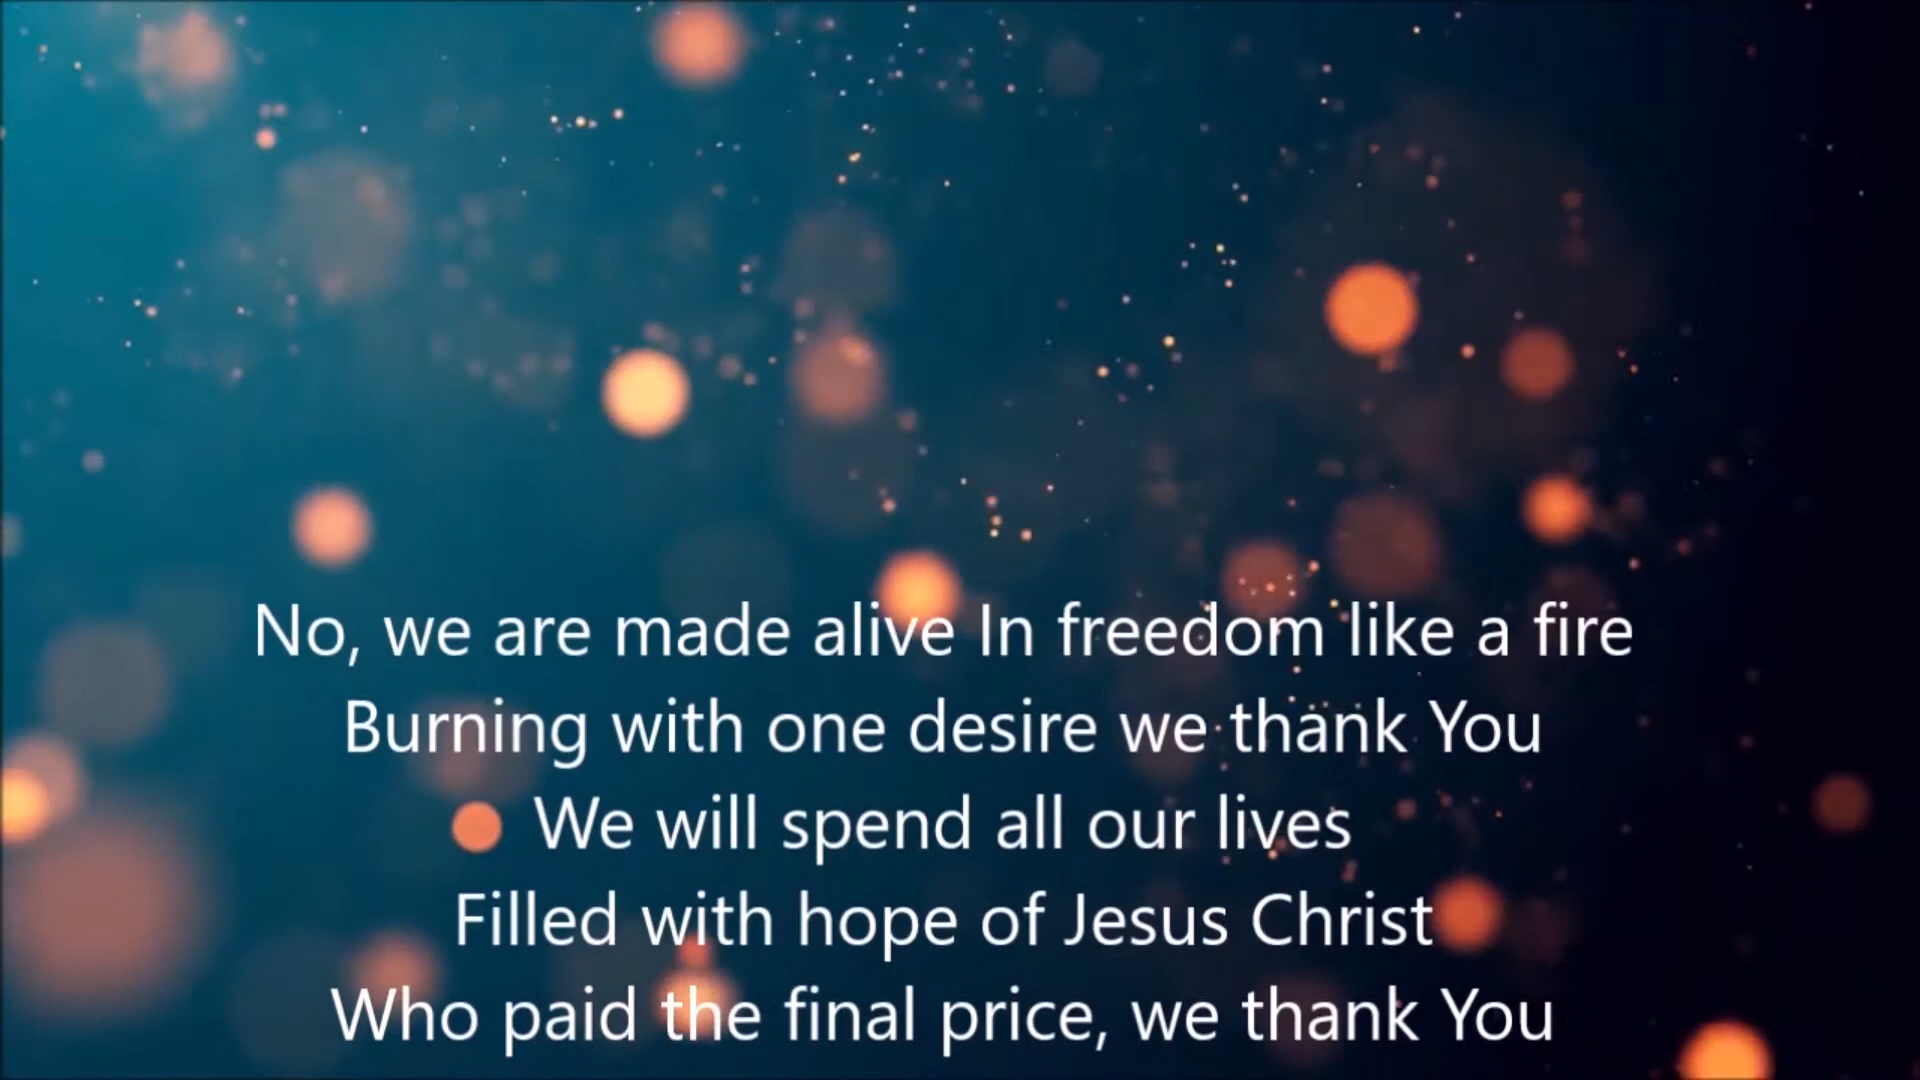 No, we are made alive In freedom like a fire
Burning with one desire we thank You
We will spend all our lives
Filled with hope of Jesus Christ
Who paid the final price, we thank You